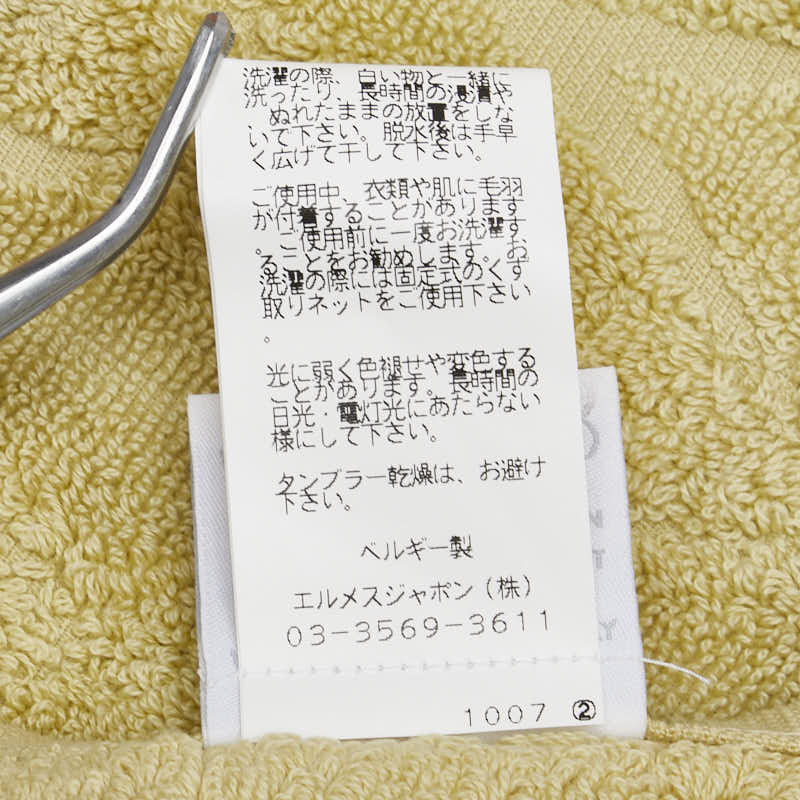 洗濯の際、白い物と一緒に
洗ったり、長時間の浸漬や
ぬれたままの放置をしな
いで下さい。脱水後は手早
く広げて干して下さい。
ご使用中、衣類や肌に毛羽
が付着することがあります
。ご使用前に一度お洗濯す
ることをお勧めします。お
洗濯の際には固定式のくず
取りネットをご使用下さい
。
光に弱く色褪せや変色する
ことがあります。長時間の
日光・電灯光にあたらない
様にして下さい。
タンブラー乾燥は、お避け
下さい。
ベルギー製
エルメスジャポン（株）
03-3569-3611
1007 ②